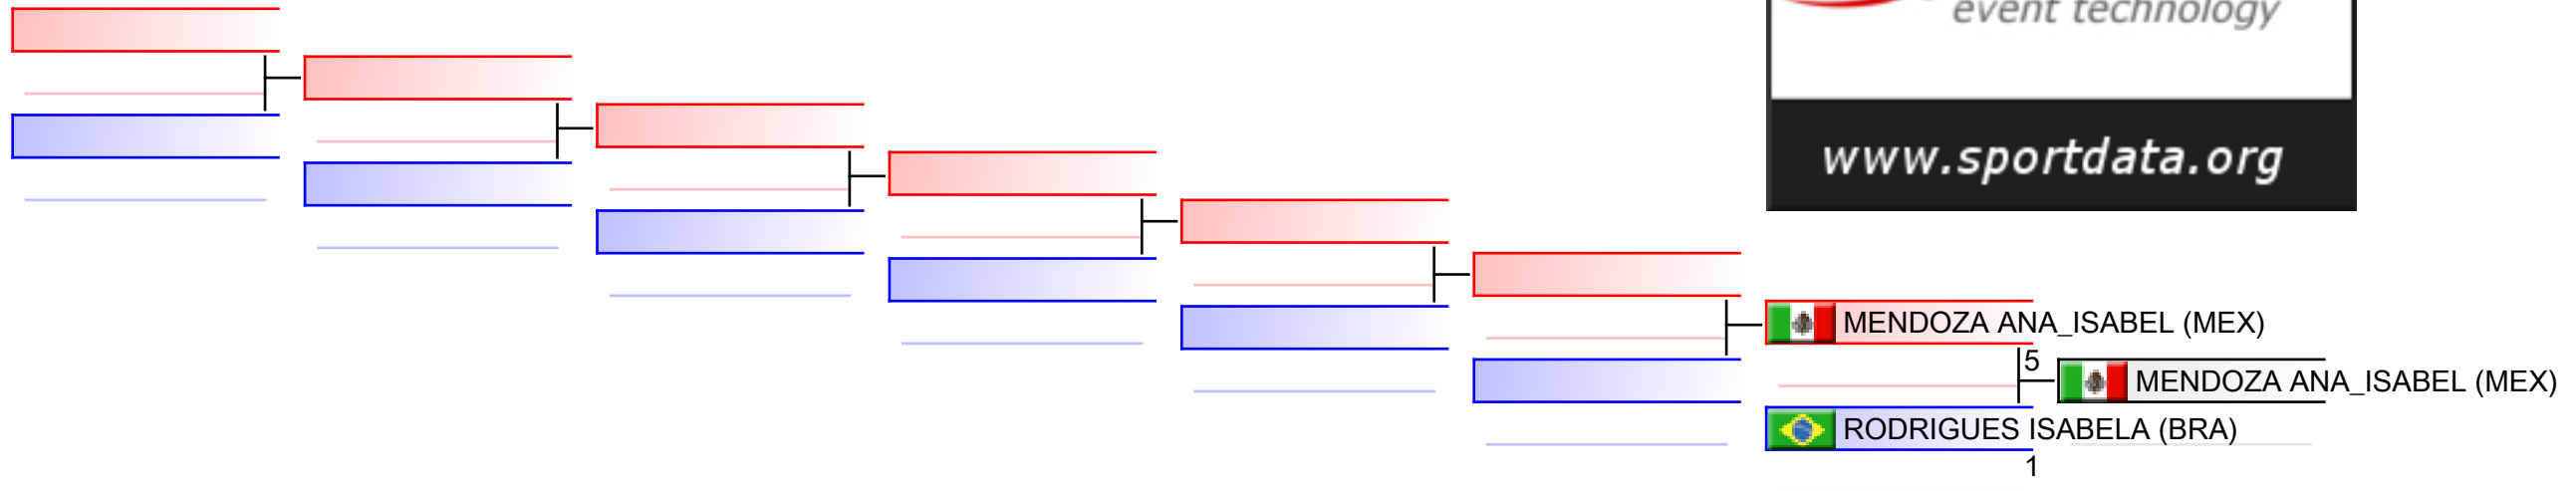 event technology
www.sportdata.org
MENDOZA ANA_ISABEL (MEX)
5
MENDOZA ANA_ISABEL (MEX)
RODRIGUES ISABELA (BRA)
1